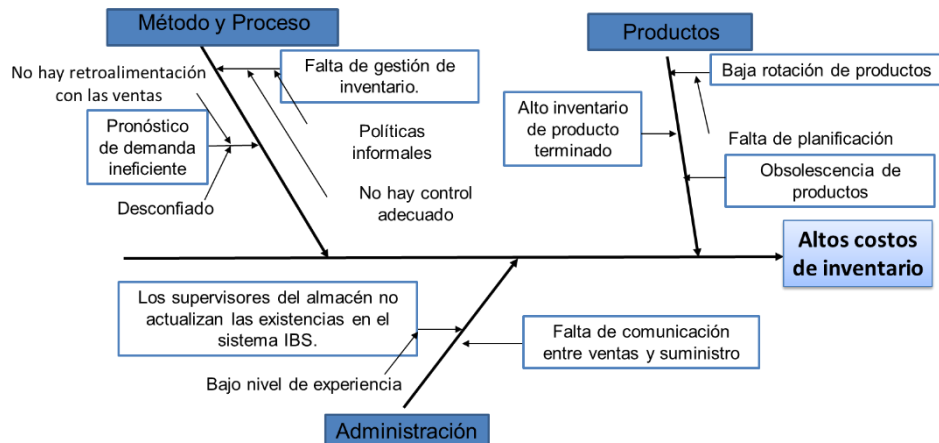 Método y Proceso
Productos
No hay retroalimentación
con las ventas
Falta de gestión de
inventario.
Baja rotación de productos
Pronóstico
de demanda
ineficiente
Políticas
informales
Alto inventario
de producto
terminado
Falta de planificación
Desconfiado
No hay control
adecuado
Obsolescencia de
productos
Altos costos
de inventario
Los supervisores del almacén no
actualizan las existencias en el
sistema IBS.
Falta de comunicación
entre ventas y suministro
Bajo nivel de experiencia
Administración